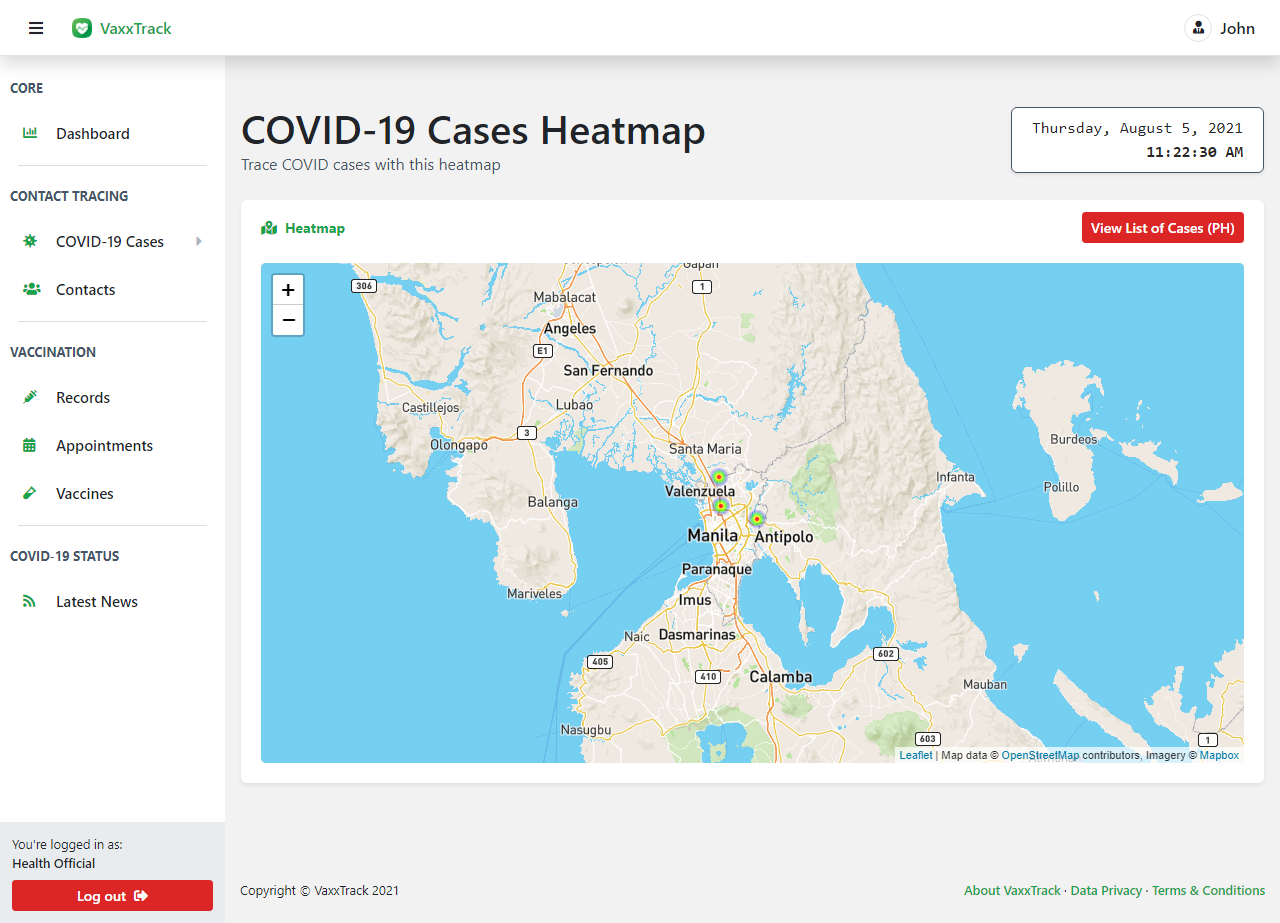 VaxxTrack
John
CORE
Dashboard
CONTACT TRACING
COVID-19 Cases
Contacts
VACCINATION
Records
Appointments
Vaccines
COVID-19 STATUS
Latest News
You're logged in as:
Health Official
Log out
COVID-19 Cases Heatmap
Trace COVID cases with this heatmap
Thursday, August 5, 2021
11:22:30 AM
Heatmap
View List of Cases (PH)
+
−
Gapan
306
1
Mabalacat
Angeles
E1
San Fernando
Castillejos
Lubao
3
Olongapo
Burdeos
Santa Maria
Infanta
Valenzuela
Polillo
Balanga
Manila
Antipolo
Paranaque
Mariveles
Imus
Naic
Dasmarinas
405
602
410
Calamba
Mauban
Nasugbu
603
1
Leaflet | Map data © OpenStreetMap contributors, Imagery © Mapbox
Copyright © VaxxTrack 2021
About VaxxTrack · Data Privacy · Terms & Conditions